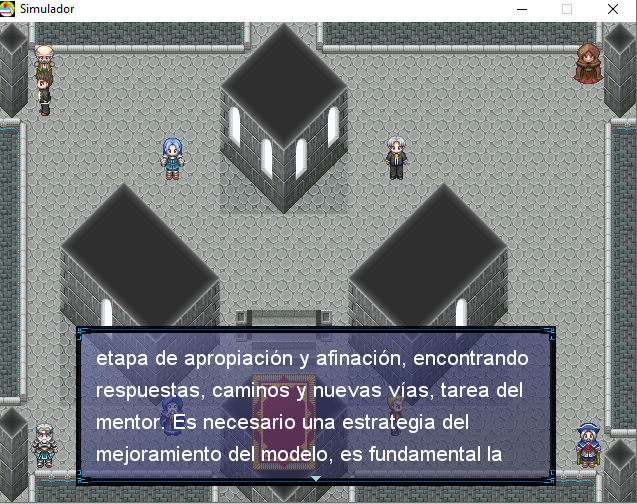 Simulador
etapa de apropiación y afinación, encontrando
respuestas, caminos y nuevas vías, tarea del
mentor. Es necesario una estrategia del
mejoramiento del modelo, es fundamental la